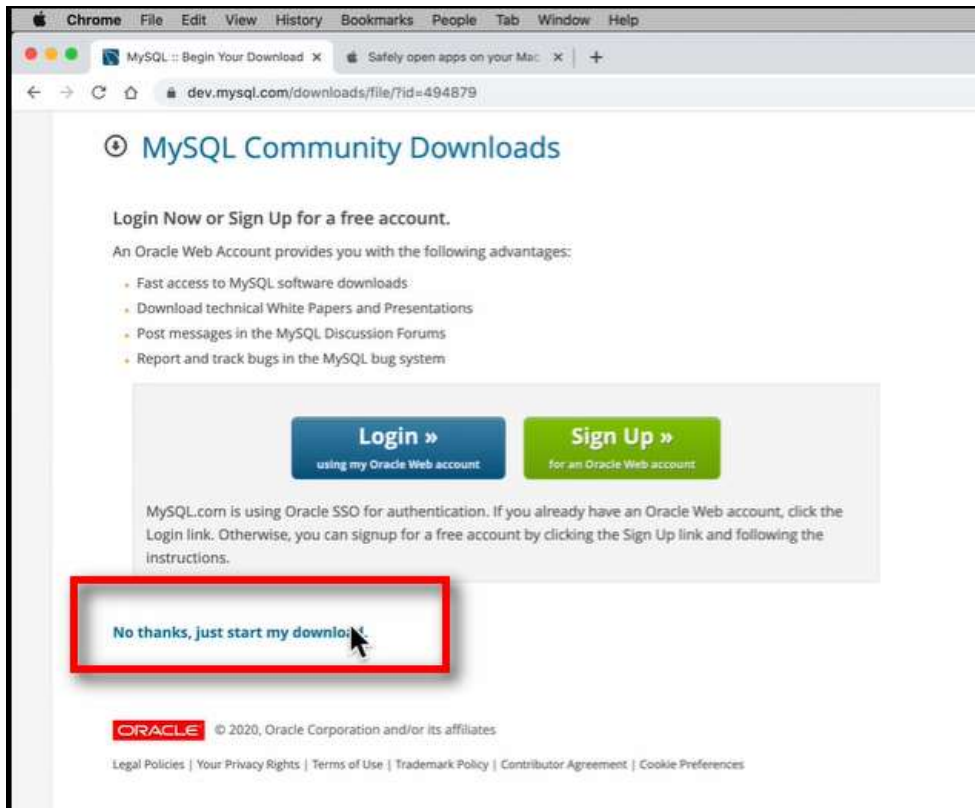 Chrome File Edit View History Bookmarks People Tab Window Help
MySQL :: Begin Your Download Safely open apps on your Mac
dev.mysql.com/downloads/file/?id=494879
MySQL Community Downloads
Login Now or Sign Up for a free account.
An Oracle Web Account provides you with the following advantages:
Fast access to MySQL software downloads
Download technical White Papers and Presentations
Post messages in the MySQL Discussion Forums
Report and track bugs in the MySQL bug system
Login » Sign Up »
using my Oracle Web account for an Oracle Web account
MySQL.com is using Oracle SSO for authentication. If you already have an Oracle Web account, click the
Login link. Otherwise, you can signup for a free account by clicking the Sign Up link and following the
instructions.
No thanks, just start my download.
ORACLE © 2020, Oracle Corporation and/or its affiliates
Legal Policies | Your Privacy Rights | Terms of Use | Trademark Policy | Contributor Agreement | Cookie Preferences